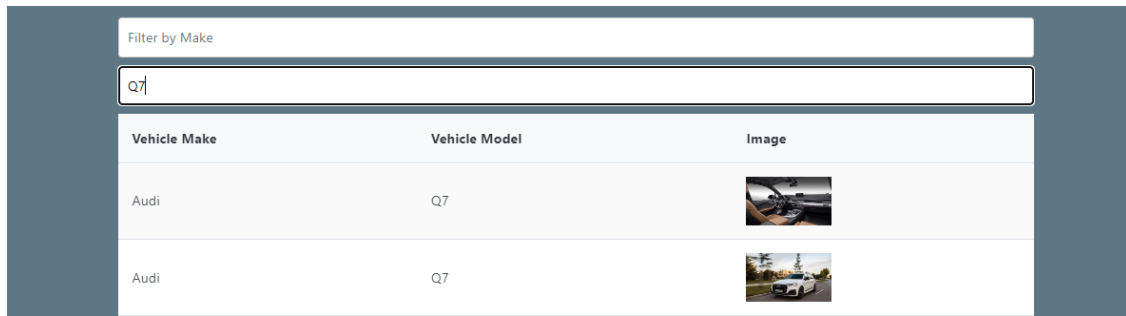 Filter by Make
Q7
Vehicle Make Vehicle Model Image
Audi Q7
Audi Q7